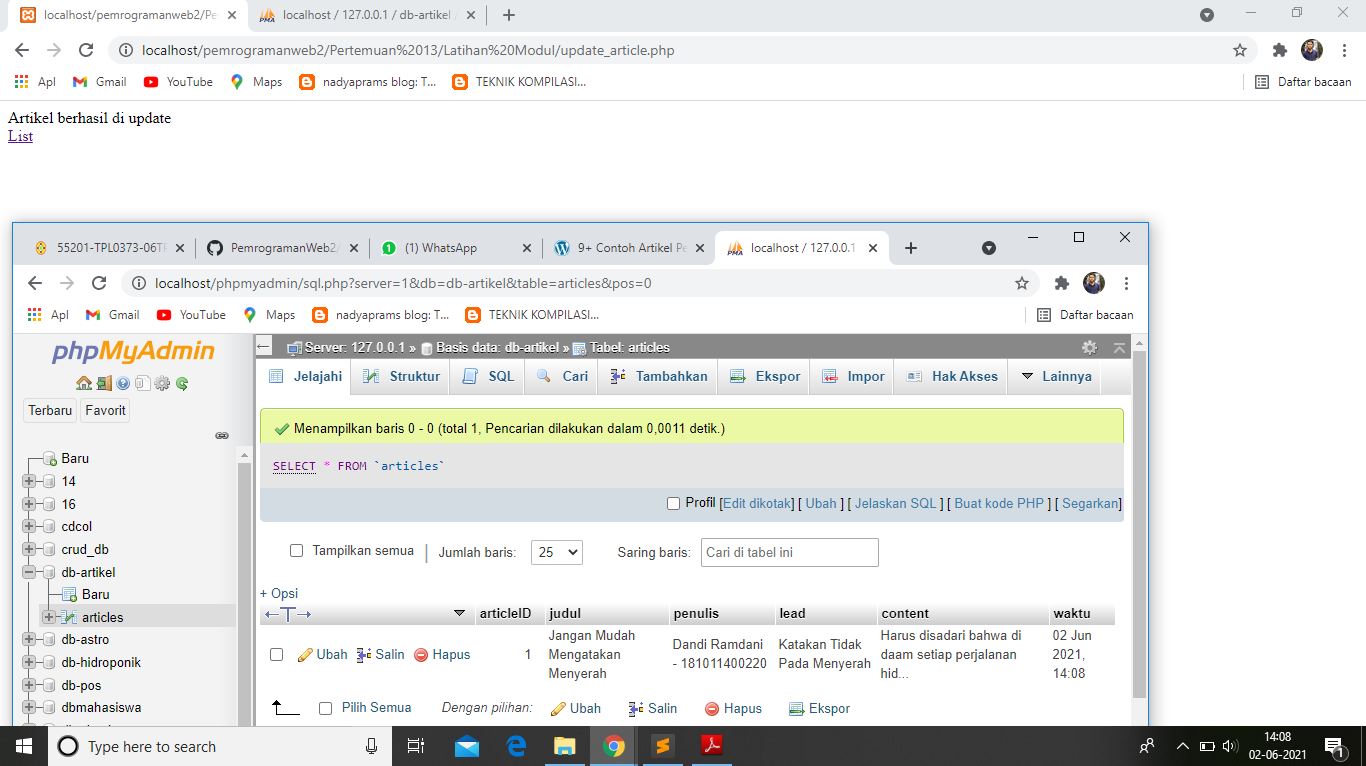 localhost/pemrogramanweb2/Pe
localhost / 127.0.0.1 / db-artikel
localhost/pemrogramanweb2/Pertemuan%2013/Latihan%20Modul/update_article.php
Apl Gmail YouTube Maps nadyaprams blog: T... TEKNIK KOMPILASI... Daftar bacaan
Artikel berhasil di update
List
55201-TPL0373-06T PemrogramanWeb2/ (1) WhatsApp 9+ Contoh Artikel Pe localhost / 127.0.0.1
localhost/phpmyadmin/sql.php?server=1&db=db-artikel&table=articles&pos=0
Apl Gmail YouTube Maps nadyaprams blog: T... TEKNIK KOMPILASI... Daftar bacaan
phpMyAdmin
Terbaru Favorit
Baru
14
16
cdcol
crud_db
db-artikel
Baru
articles
db-astro
db-hidroponik
db-pos
dbmahasiswa
Server: 127.0.0.1 » Basis data: db-artikel » Tabel: articles
Jelajahi Struktur SQL Cari Tambahkan Ekspor Impor Hak Akses Lainnya
Menampilkan baris 0 - 0 (total 1, Pencarian dilakukan dalam 0,0011 detik.)
SELECT * FROM `articles`
Profil [Edit dikotak] [ Ubah ] [ Jelaskan SQL ] [ Buat kode PHP ] [ Segarkan]
Tampilkan semua | Jumlah baris: 25 Saring baris: Cari di tabel ini
+ Opsi
←T→ articleID judul penulis lead content waktu
Ubah Salin Hapus 1
Jangan Mudah
Mengatakan
Menyerah
Dandi Ramdani
- 181011400220
Katakan Tidak
Pada Menyerah
Harus disadari bahwa di
daam setiap perjalanan
hid...
02 Jun
2021,
14:08
Pilih Semua Dengan pilihan: Ubah Salin Hapus Ekspor
Type here to search
14:08
02-06-2021
1